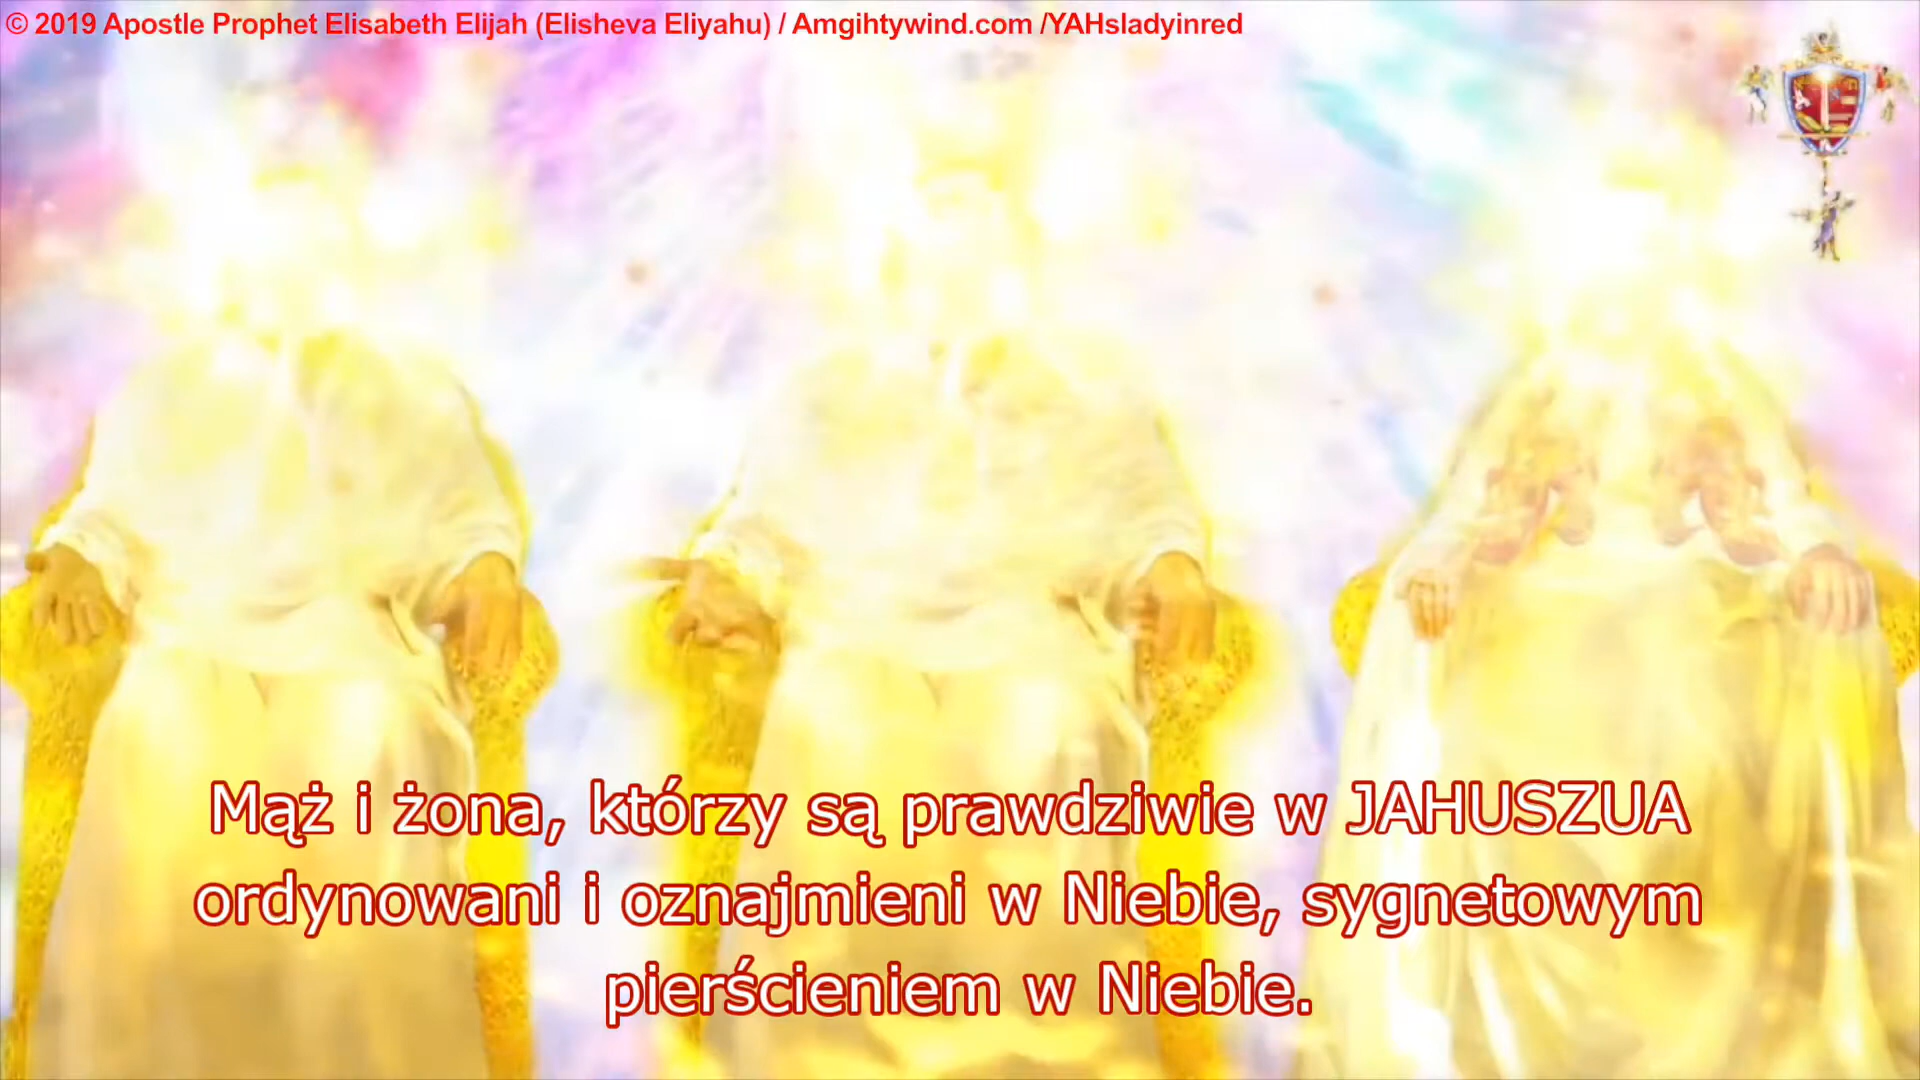 © 2019 Apostle Prophet Elisabeth Elijah (Elisheva Eliyahu) / Amgihtywind.com /YAHsladyinred
Mąż i żona, którzy są prawdziwie w JAHUSZUA
ordynowani i oznajmieni w Niebie, sygnetowym
pierścieniem w Niebie.